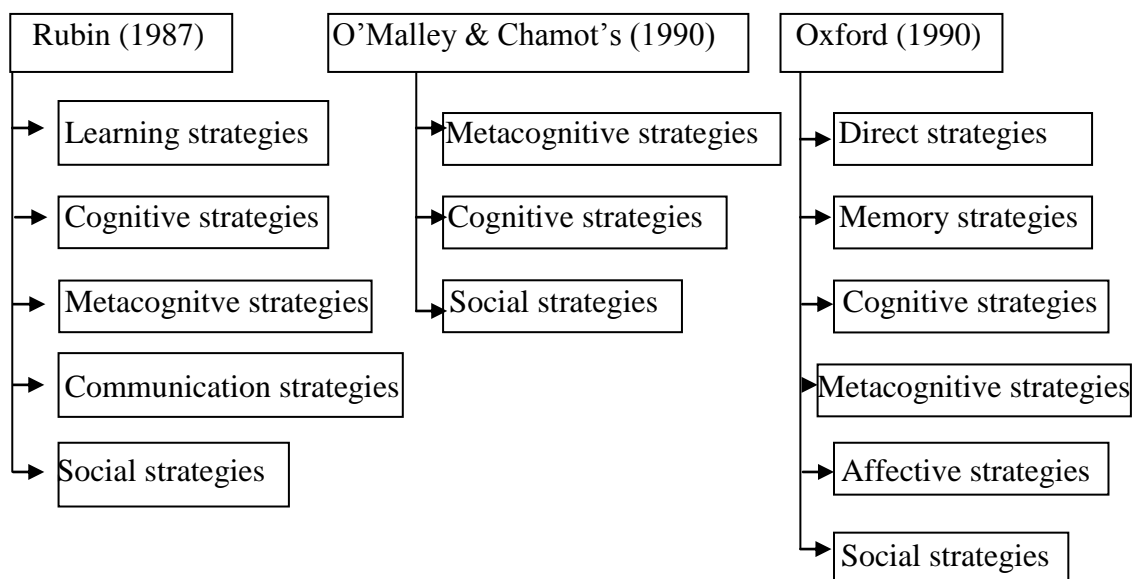 Rubin (1987)
Learning strategies
Cognitive strategies
Metacognitve strategies
Communication strategies
Social strategies
O’Malley & Chamot’s (1990)
Metacognitive strategies
Cognitive strategies
Social strategies
Oxford (1990)
Direct strategies
Memory strategies
Cognitive strategies
Metacognitive strategies
Affective strategies
Social strategies